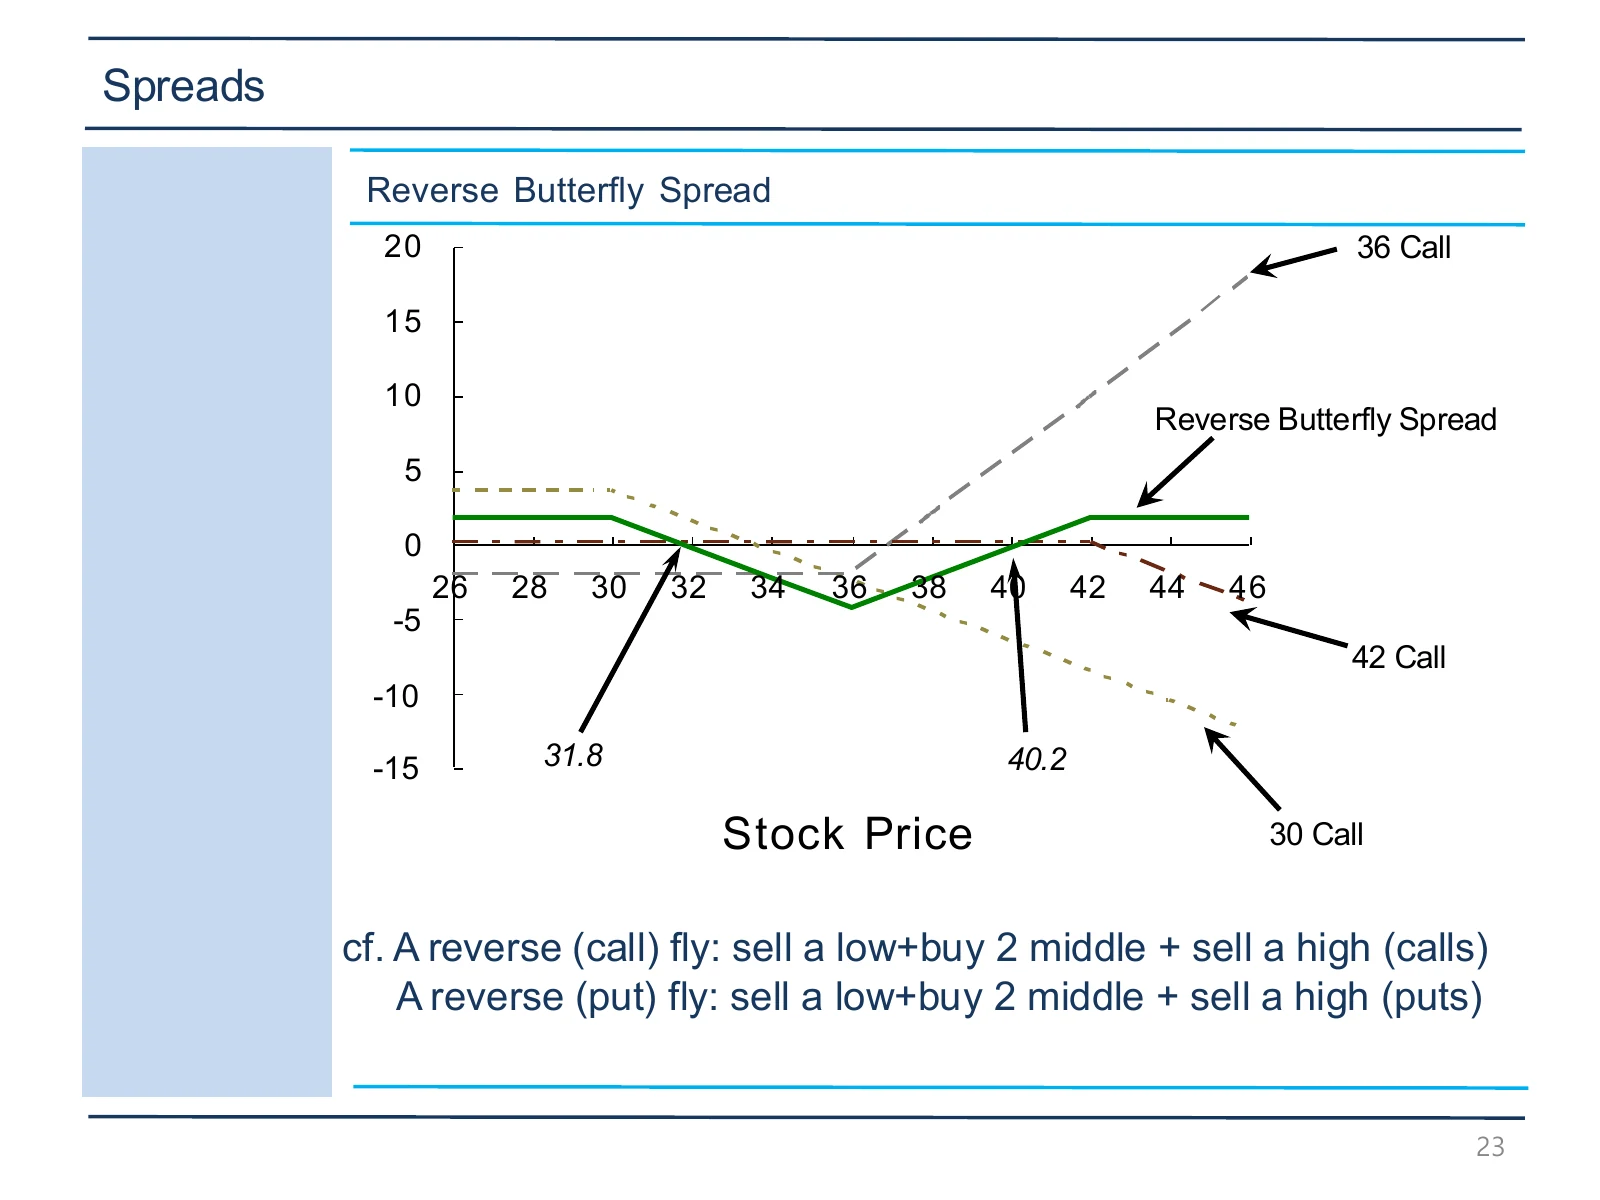 Spreads
Reverse Butterfly Spread
20
15
10
5
0
-5
-10
-15
26 28 30 32 34 36 38 40 42 44 46
36 Call
Reverse Butterfly Spread
42 Call
31.8
40.2
30 Call
Stock Price
cf. A reverse (call) fly: sell a low+buy 2 middle + sell a high (calls)
A reverse (put) fly: sell a low+buy 2 middle + sell a high (puts)
23